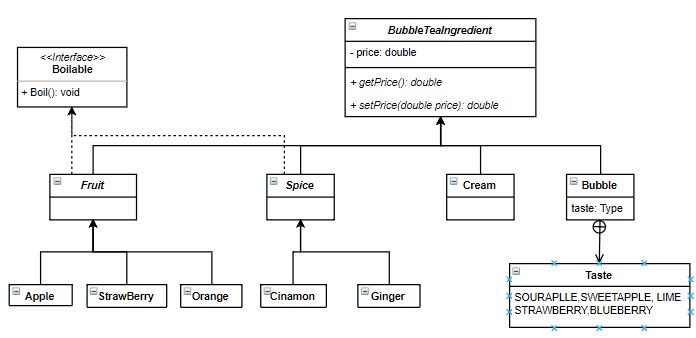 BubbleTeaIngredient
- price: double
+ getPrice(): double
+ setPrice(double price): double
<<Interface>>
Boilable
+ Boil(): void
Fruit
Spice
Cream
Bubble
taste: Type
Apple
StrawBerry
Orange
Cinamon
Ginger
Taste
SOURAPLLE,SWEETAPPLE, LIME
STRAWBERRY,BLUEBERRY